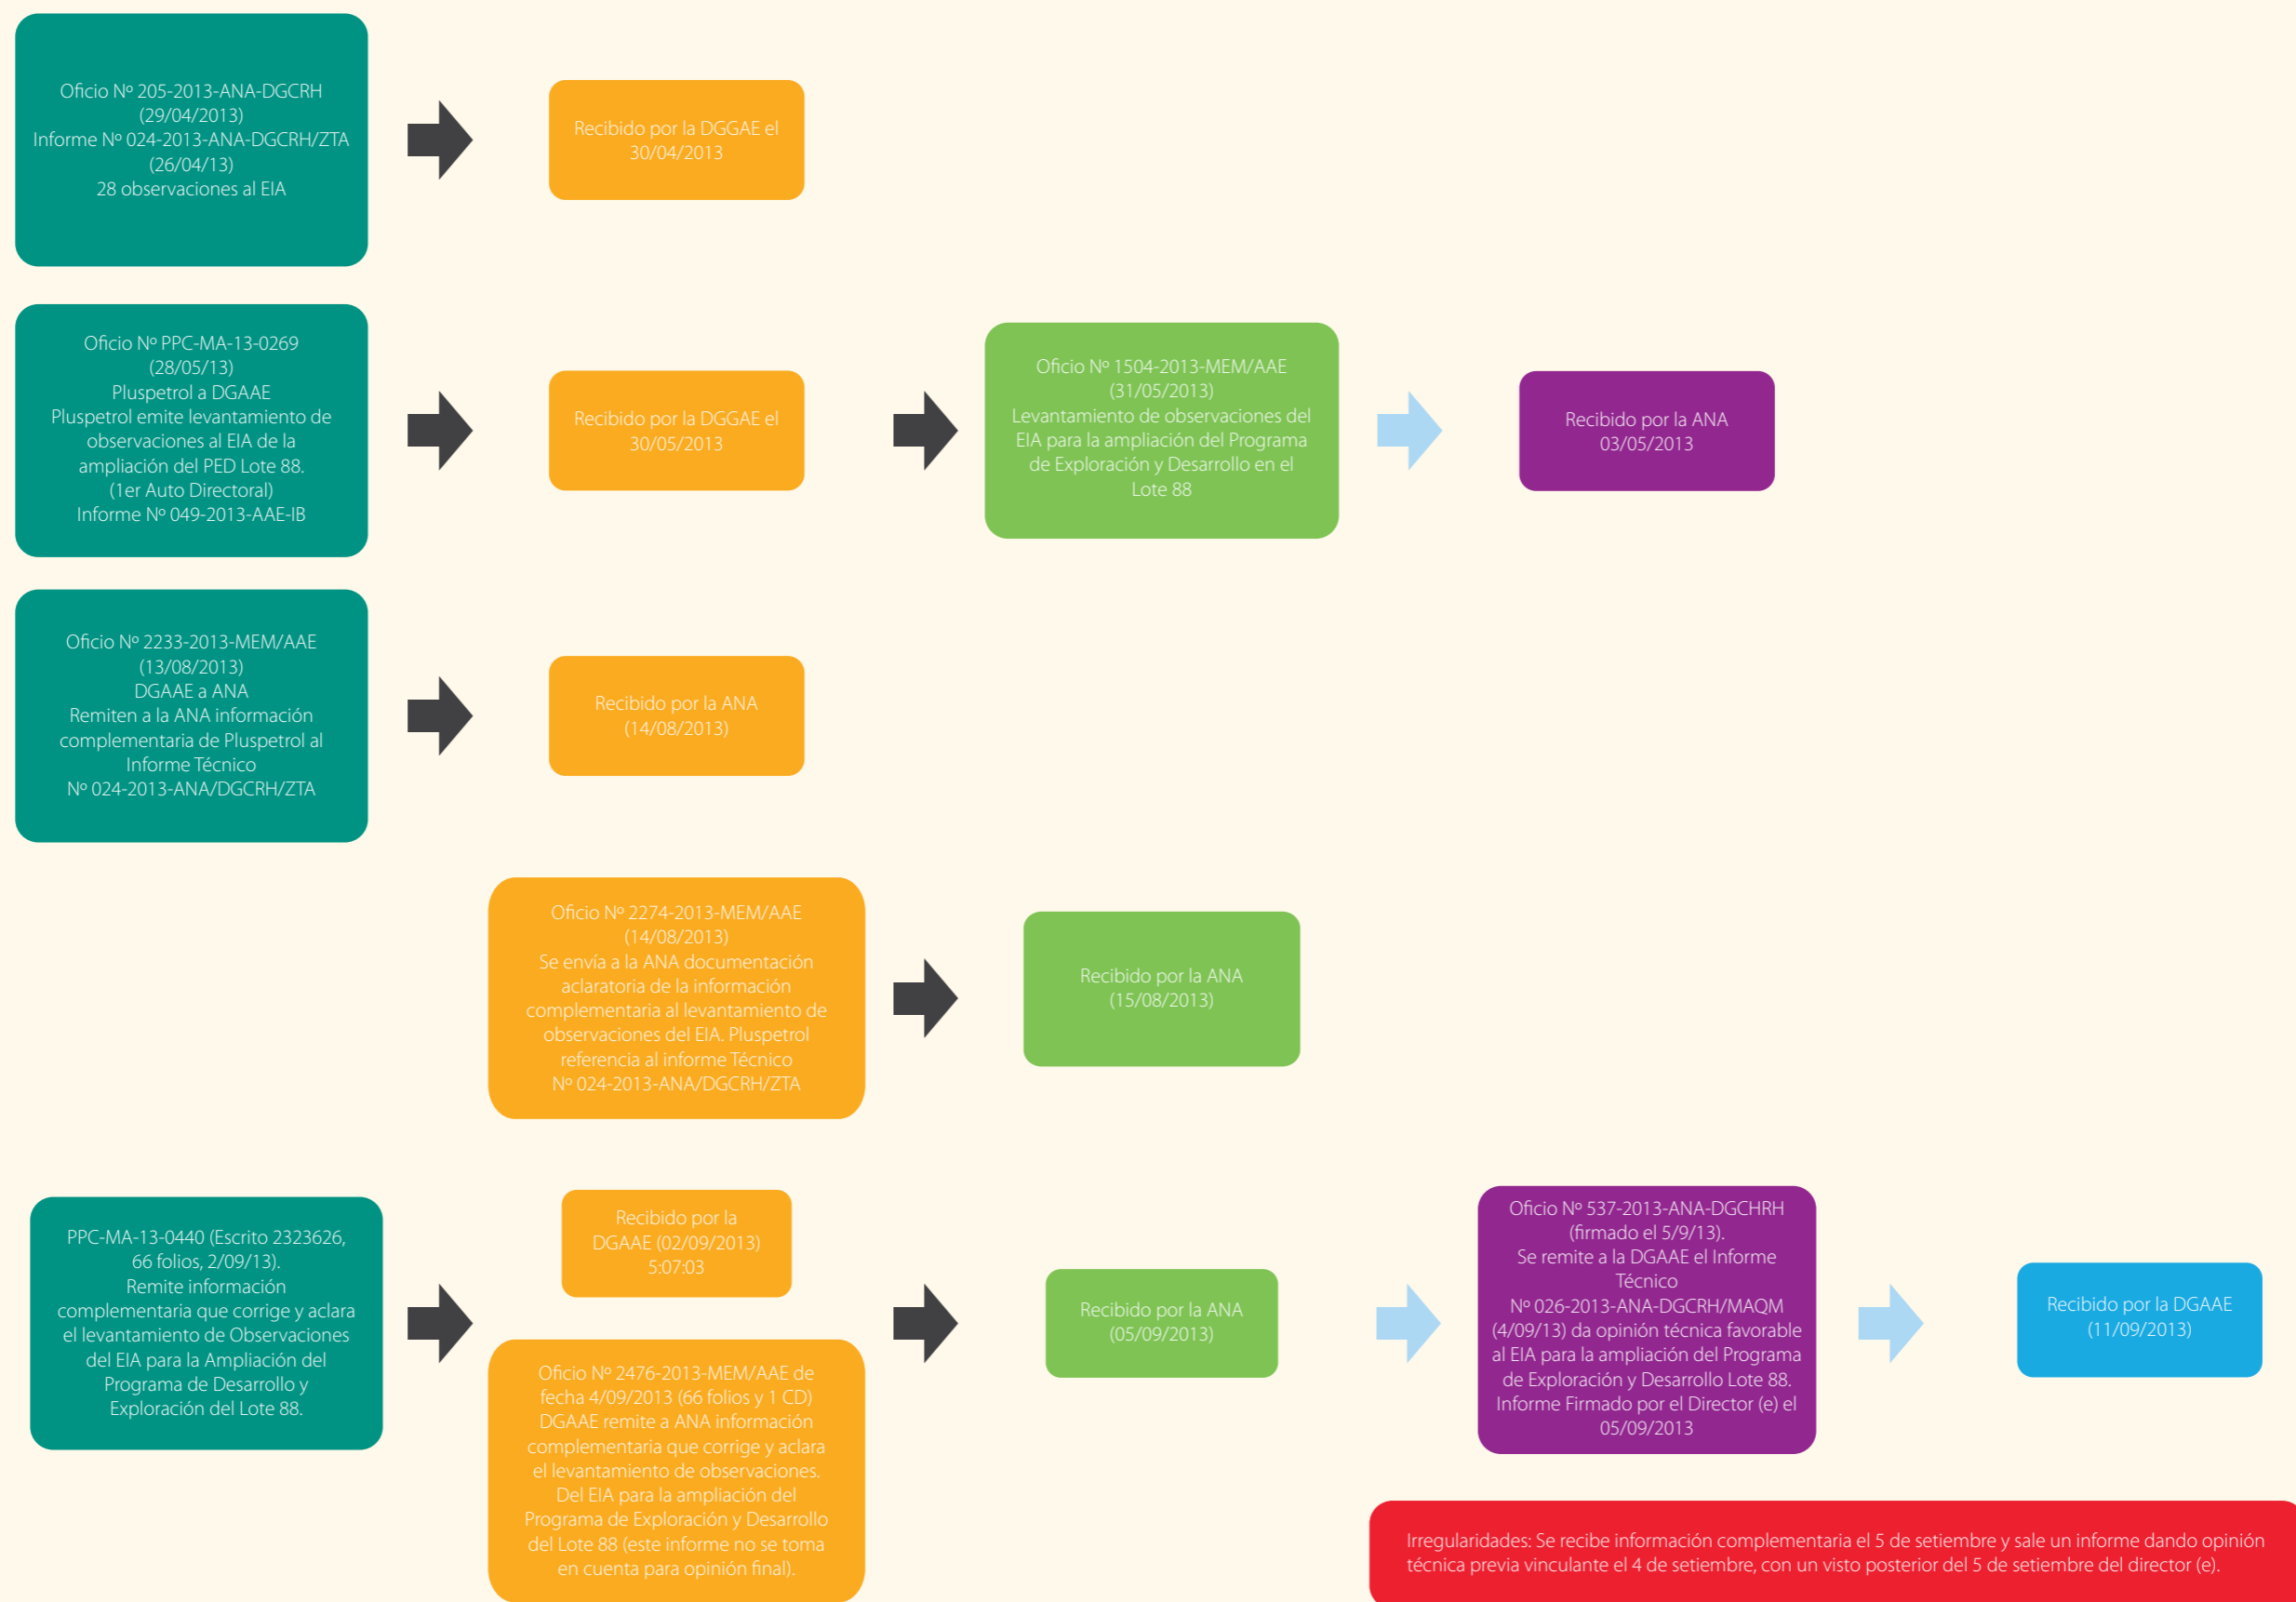 Oficio Nº 205-2013-ANA-DGCRH
(29/04/2013)
Informe Nº 024-2013-ANA-DGCRH/ZTA
(26/04/13)
28 observaciones al EIA
Recibido por la DGGAE el
30/04/2013
Oficio Nº PPC-MA-13-0269
(28/05/13)
Pluspetrol a DGAAE
Pluspetrol emite levantamiento de
observaciones al EIA de la
ampliación del PED Lote 88.
(1er Auto Directoral)
Informe Nº 049-2013-AAE-IB
Recibido por la DGGAE el
30/05/2013
Oficio Nº 1504-2013-MEM/AAE
(31/05/2013)
Levantamiento de observaciones del
EIA para la ampliación del Programa
de Exploración y Desarrollo en el
Lote 88
Recibido por la ANA
03/05/2013
Oficio Nº 2233-2013-MEM/AAE
(13/08/2013)
DGAAE a ANA
Remiten a la ANA información
complementaria de Pluspetrol al
Informe Técnico
Nº 024-2013-ANA/DGCRH/ZTA
Recibido por la ANA
(14/08/2013)
Oficio Nº 2274-2013-MEM/AAE
(14/08/2013)
Se envía a la ANA documentación
aclaratoria de la información
complementaria al levantamiento de
observaciones del EIA. Pluspetrol
referencia al informe Técnico
Nº 024-2013-ANA/DGCRH/ZTA
Recibido por la ANA
(15/08/2013)
PPC-MA-13-0440 (Escrito 2323626,
66 folios, 2/09/13).
Remite información
complementaria que corrige y aclara
el levantamiento de Observaciones
del EIA para la Ampliación del
Programa de Desarrollo y
Exploración del Lote 88.
Recibido por la
DGAAE (02/09/2013)
5:07:03
Oficio Nº 2476-2013-MEM/AAE de
fecha 4/09/2013 (66 folios y 1 CD)
DGAAE remite a ANA información
complementaria que corrige y aclara
el levantamiento de observaciones.
Del EIA para la ampliación del
Programa de Exploración y Desarrollo
del Lote 88 (este informe no se toma
en cuenta para opinión final).
Recibido por la ANA
(05/09/2013)
Oficio Nº 537-2013-ANA-DGCHRH
(firmado el 5/9/13).
Se remite a la DGAAE el Informe
Técnico
Nº 026-2013-ANA-DGCRH/MAQM
(4/09/13) da opinión técnica favorable
al EIA para la ampliación del Programa
de Exploración y Desarrollo Lote 88.
Informe Firmado por el Director (e) el
05/09/2013
Recibido por la DGAAE
(11/09/2013)
Irregularidades: Se recibe información complementaria el 5 de setiembre y sale un informe dando opinión
técnica previa vinculante el 4 de setiembre, con un visto posterior del 5 de setiembre del director (e).